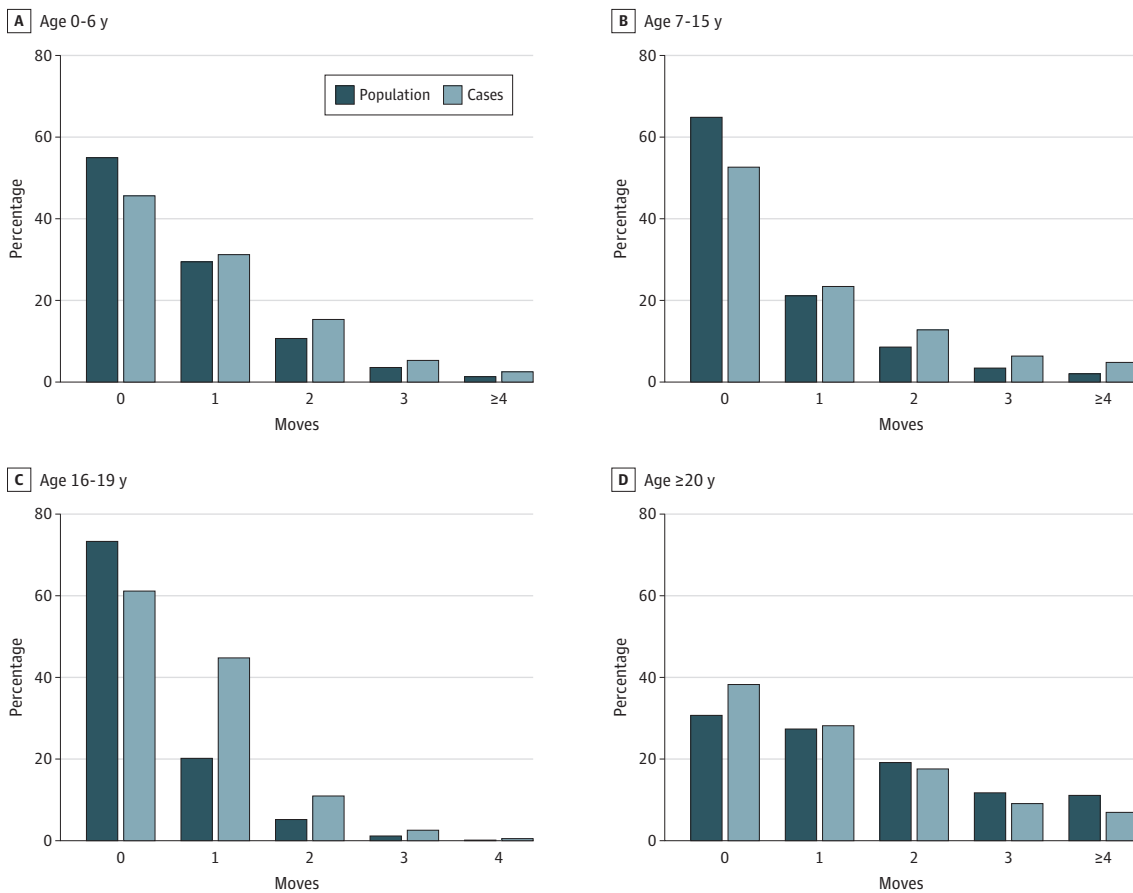 A Age 0-6 y
80
60
40
20
0
Percentage
Population Cases
0 1 2 3 ≥4
Moves
B Age 7-15 y
80
60
40
20
0
Percentage
0 1 2 3 ≥4
Moves
C Age 16-19 y
80
60
40
20
0
Percentage
0 1 2 3 4
Moves
D Age ≥20 y
80
60
40
20
0
Percentage
0 1 2 3 ≥4
Moves